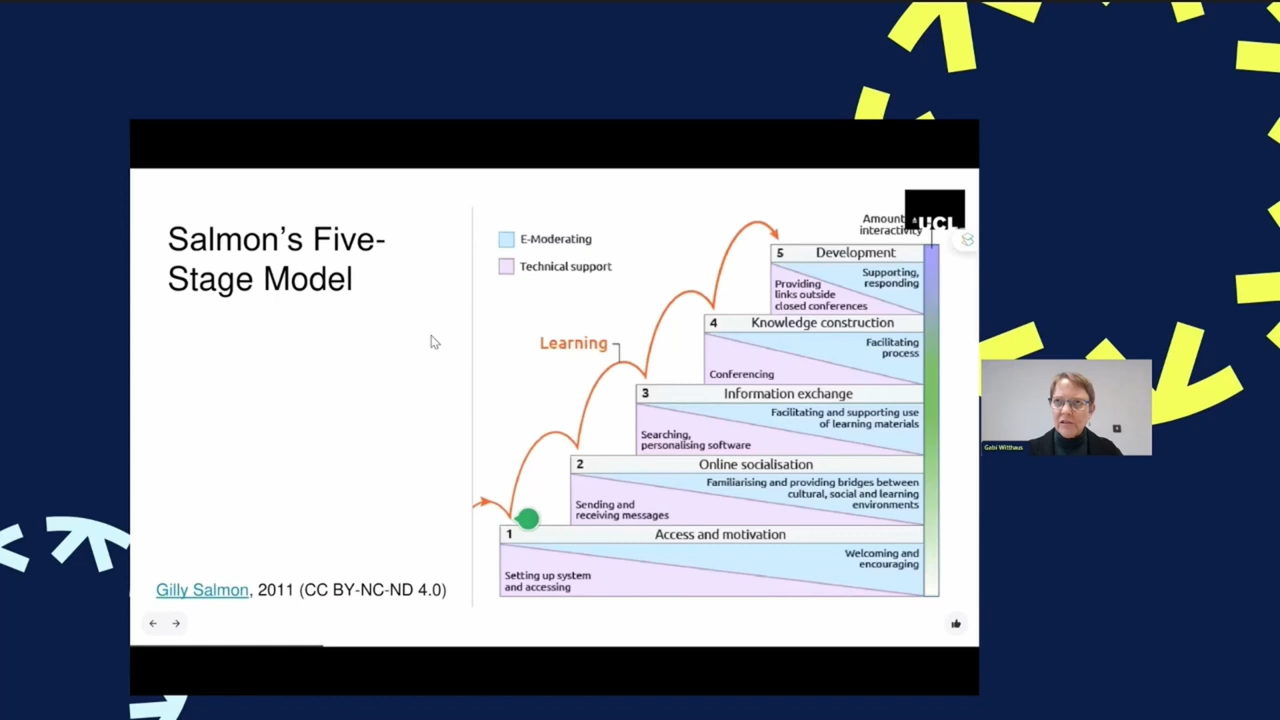 Salmon's Five-
Stage Model
E-Moderating
Technical support
Amount
interactivity
UCL
5 Development
Supporting,
responding
Providing
links outside
closed conferences
4 Knowledge construction
Facilitating
process
Conferencing
Learning
3 Information exchange
Facilitating and supporting use
of learning materials
Searching,
personalising software
2 Online socialisation
Familiarising and providing bridges between
cultural, social and learning
environments
Sending and
receiving messages
1 Access and motivation
Welcoming and
encouraging
Setting up system
and accessing
Gilly Salmon, 2011 (CC BY-NC-ND 4.0)
Gabi Witthaus